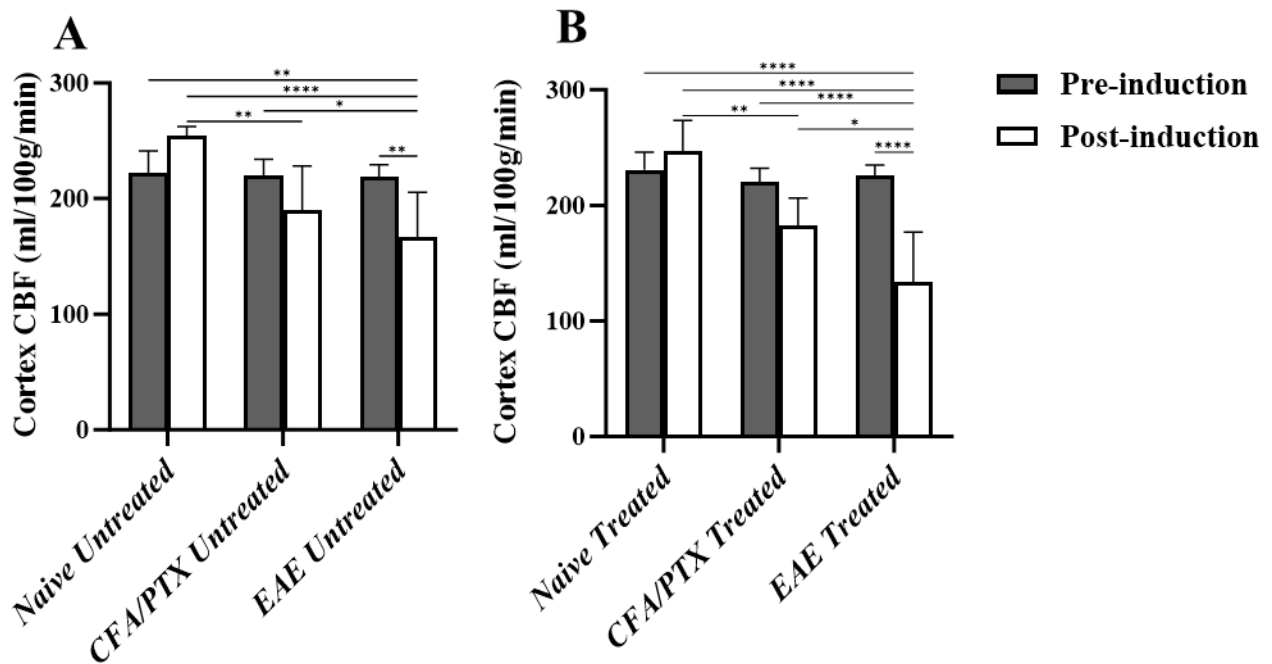 A
Cortex CBF (ml/100g/min)
300
200
100
0
**
****
*
**
**
Naive Untreated
CFA/PTX Untreated
EAE Untreated
B
Cortex CBF (ml/100g/min)
300
200
100
0
****
****
****
**
*
****
Naive Treated
CFA/PTX Treated
EAE Treated
Pre-induction
Post-induction